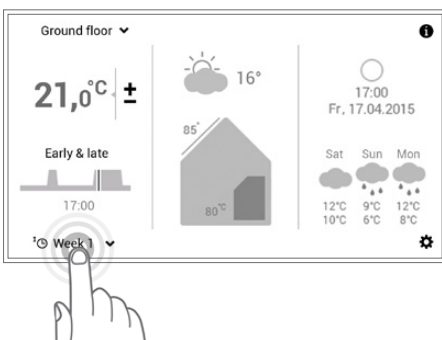 Ground floor
21,0°C ±
Early & late
17:00
Week 1
16°
85°
80°C
17:00
Fr, 17.04.2015
Sat Sun Mon
12°C 9°C 12°C
10°C 6°C 8°C